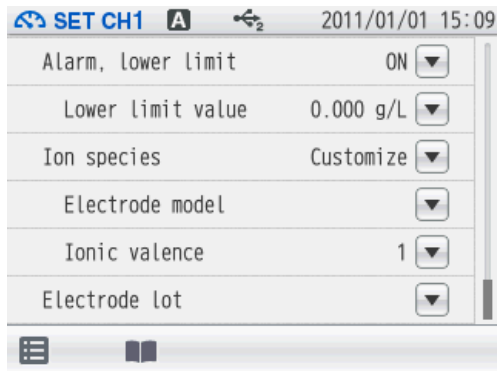 SET CH1 A 2 2011/01/01 15:09
Alarm, lower limit ON
Lower limit value 0.000 g/L
Ion species Customize
Electrode model
Ionic valence 1
Electrode lot